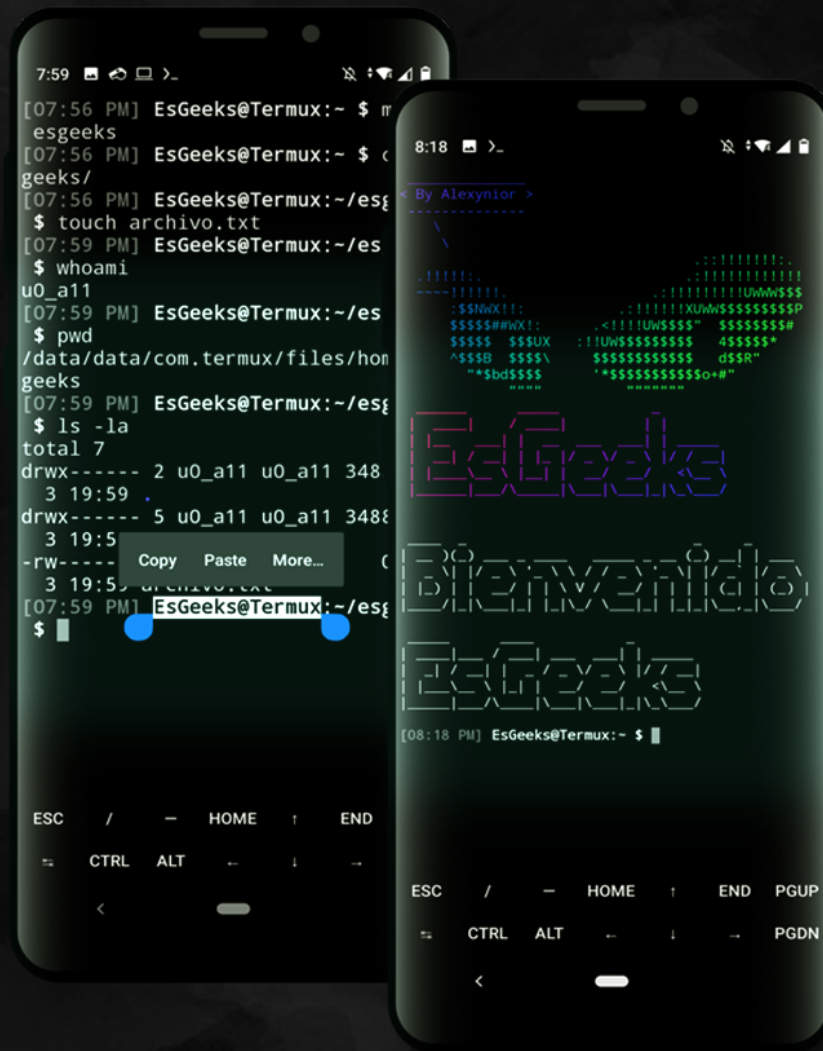 7:59
[07:56 PM] EsGeeks@Termux:~ $ m
esgeeks
[07:56 PM] EsGeeks@Termux:~ $ c
geeks/
[07:56 PM] EsGeeks@Termux:~/esg
$ touch archivo.txt
[07:59 PM] EsGeeks@Termux:~/es
$ whoami
u0_a11
[07:59 PM] EsGeeks@Termux:~/es
$ pwd
/data/data/com.termux/files/hom
geeks
[07:59 PM] EsGeeks@Termux:~/esg
$ ls -la
total 7
drwx------ 2 u0_a11 u0_a11 348
3 19:59 .
drwx------ 5 u0_a11 u0_a11 3488
3 19:5
Copy Paste More...
-rw-----
3 19:59 archivo.txt
[07:59 PM] EsGeeks@Termux:~/esg
$
ESC / — HOME ↑ END
CTRL ALT ← ↓ →
8:18
< By Alexynior >
EsGeeks
Bienvenido
EsGeeks
[08:18 PM] EsGeeks@Termux:~ $
ESC / — HOME ↑ END PGUP
CTRL ALT ← ↓ → PGDN